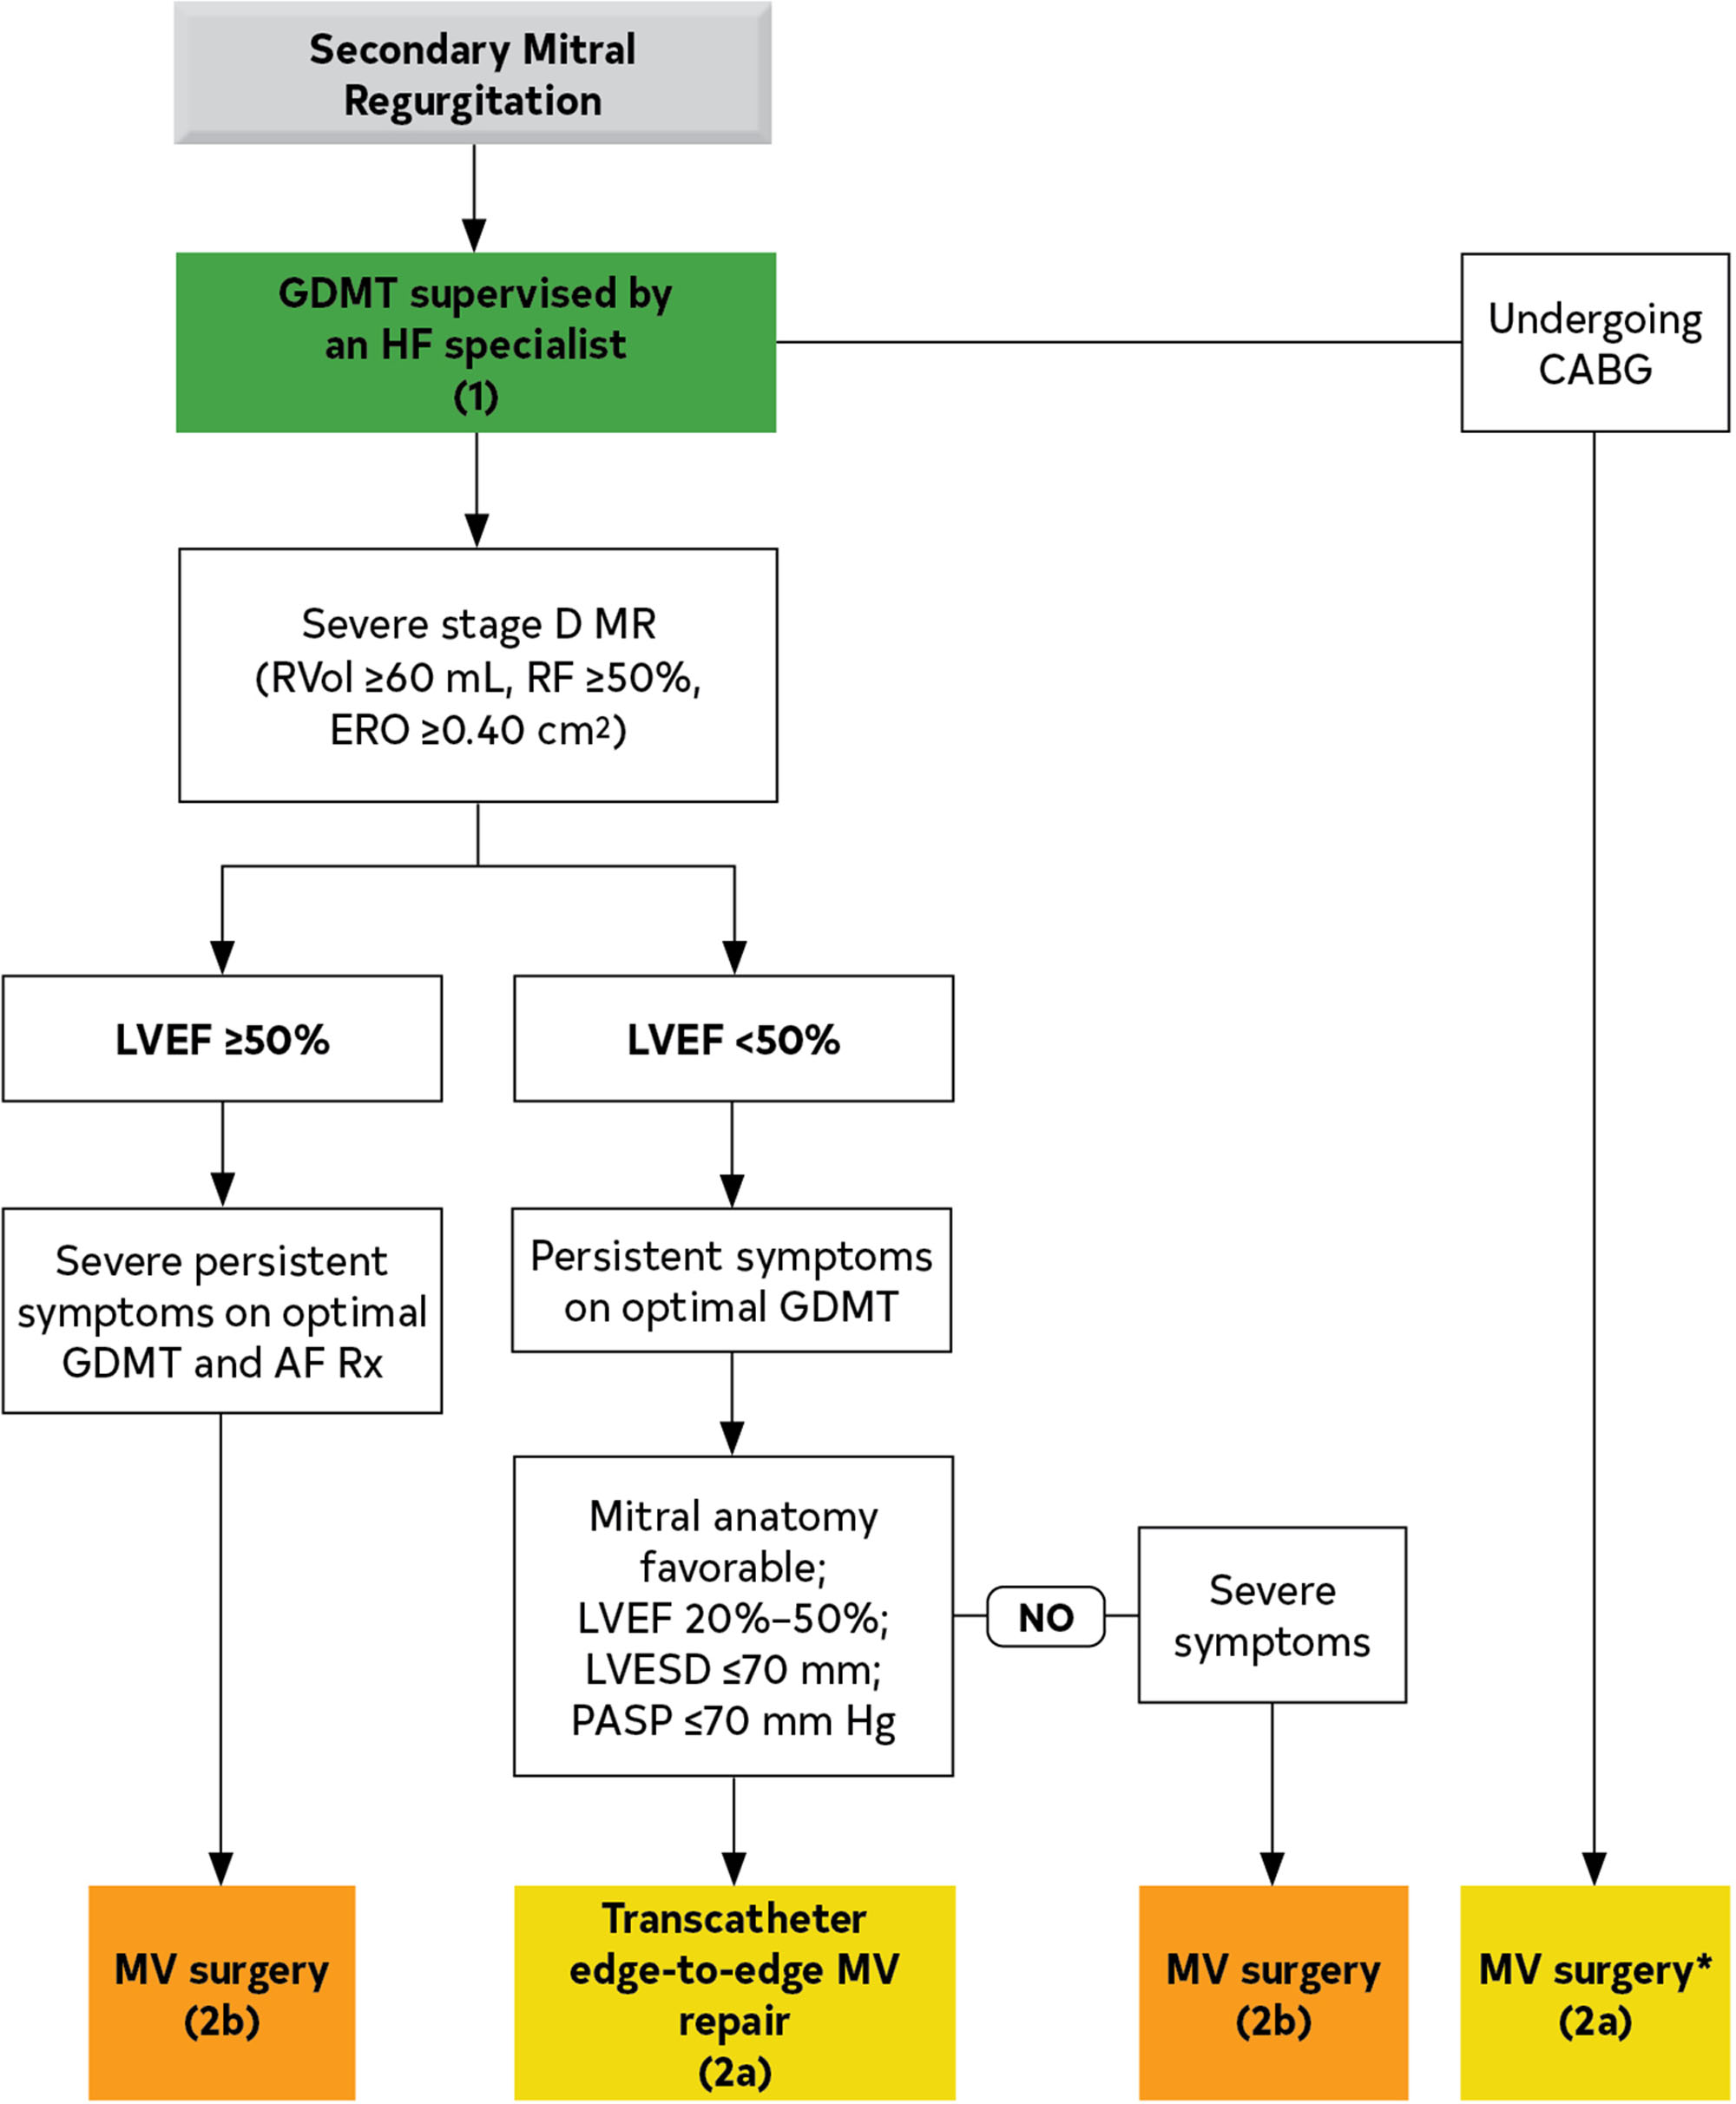 Secondary Mitral
Regurgitation
GDMT supervised by
an HF specialist
(1)
Undergoing
CABG
Severe stage D MR
(RVol ≥60 mL, RF ≥50%,
ERO ≥0.40 cm²)
LVEF ≥50%
LVEF <50%
Severe persistent
symptoms on optimal
GDMT and AF Rx
Persistent symptoms
on optimal GDMT
Mitral anatomy
favorable;
LVEF 20%–50%;
LVESD ≤70 mm;
PASP ≤70 mm Hg
NO
Severe
symptoms
MV surgery
(2b)
Transcatheter
edge-to-edge MV
repair
(2a)
MV surgery
(2b)
MV surgery*
(2a)